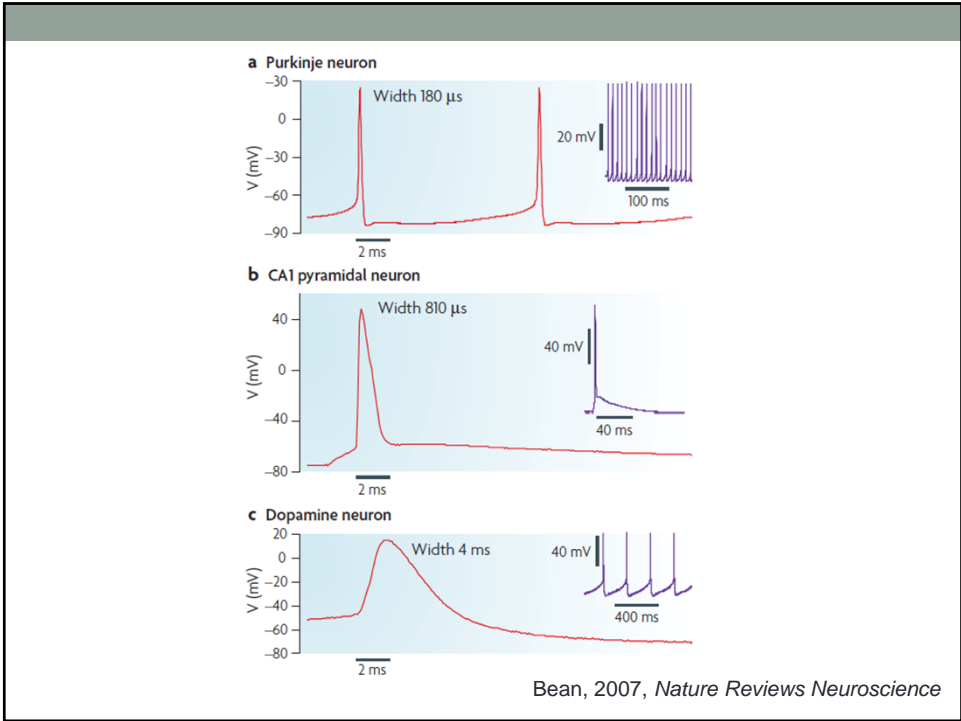 a Purkinje neuron
−30
0
−30
−60
−90
V (mV)
Width 180 µs
2 ms
20 mV
100 ms
b CA1 pyramidal neuron
40
0
−40
−80
V (mV)
Width 810 µs
2 ms
40 mV
40 ms
c Dopamine neuron
20
0
−20
−40
−60
−80
V (mV)
Width 4 ms
2 ms
40 mV
400 ms
Bean, 2007, Nature Reviews Neuroscience